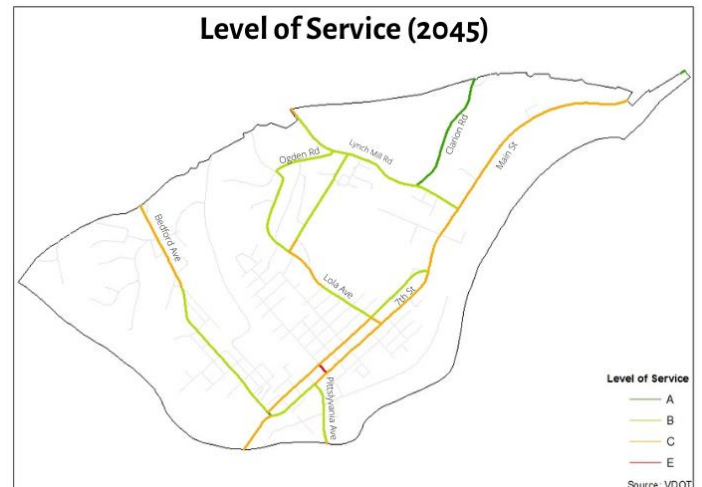 Level of Service (2045)
Clarion Rd
Main St
Lynch Mill Rd
Ogden Rd
Bedford Ave
Lola Ave
7th St
Pittslyvania Ave
Level of Service
A
B
C
E
Source: VDOT